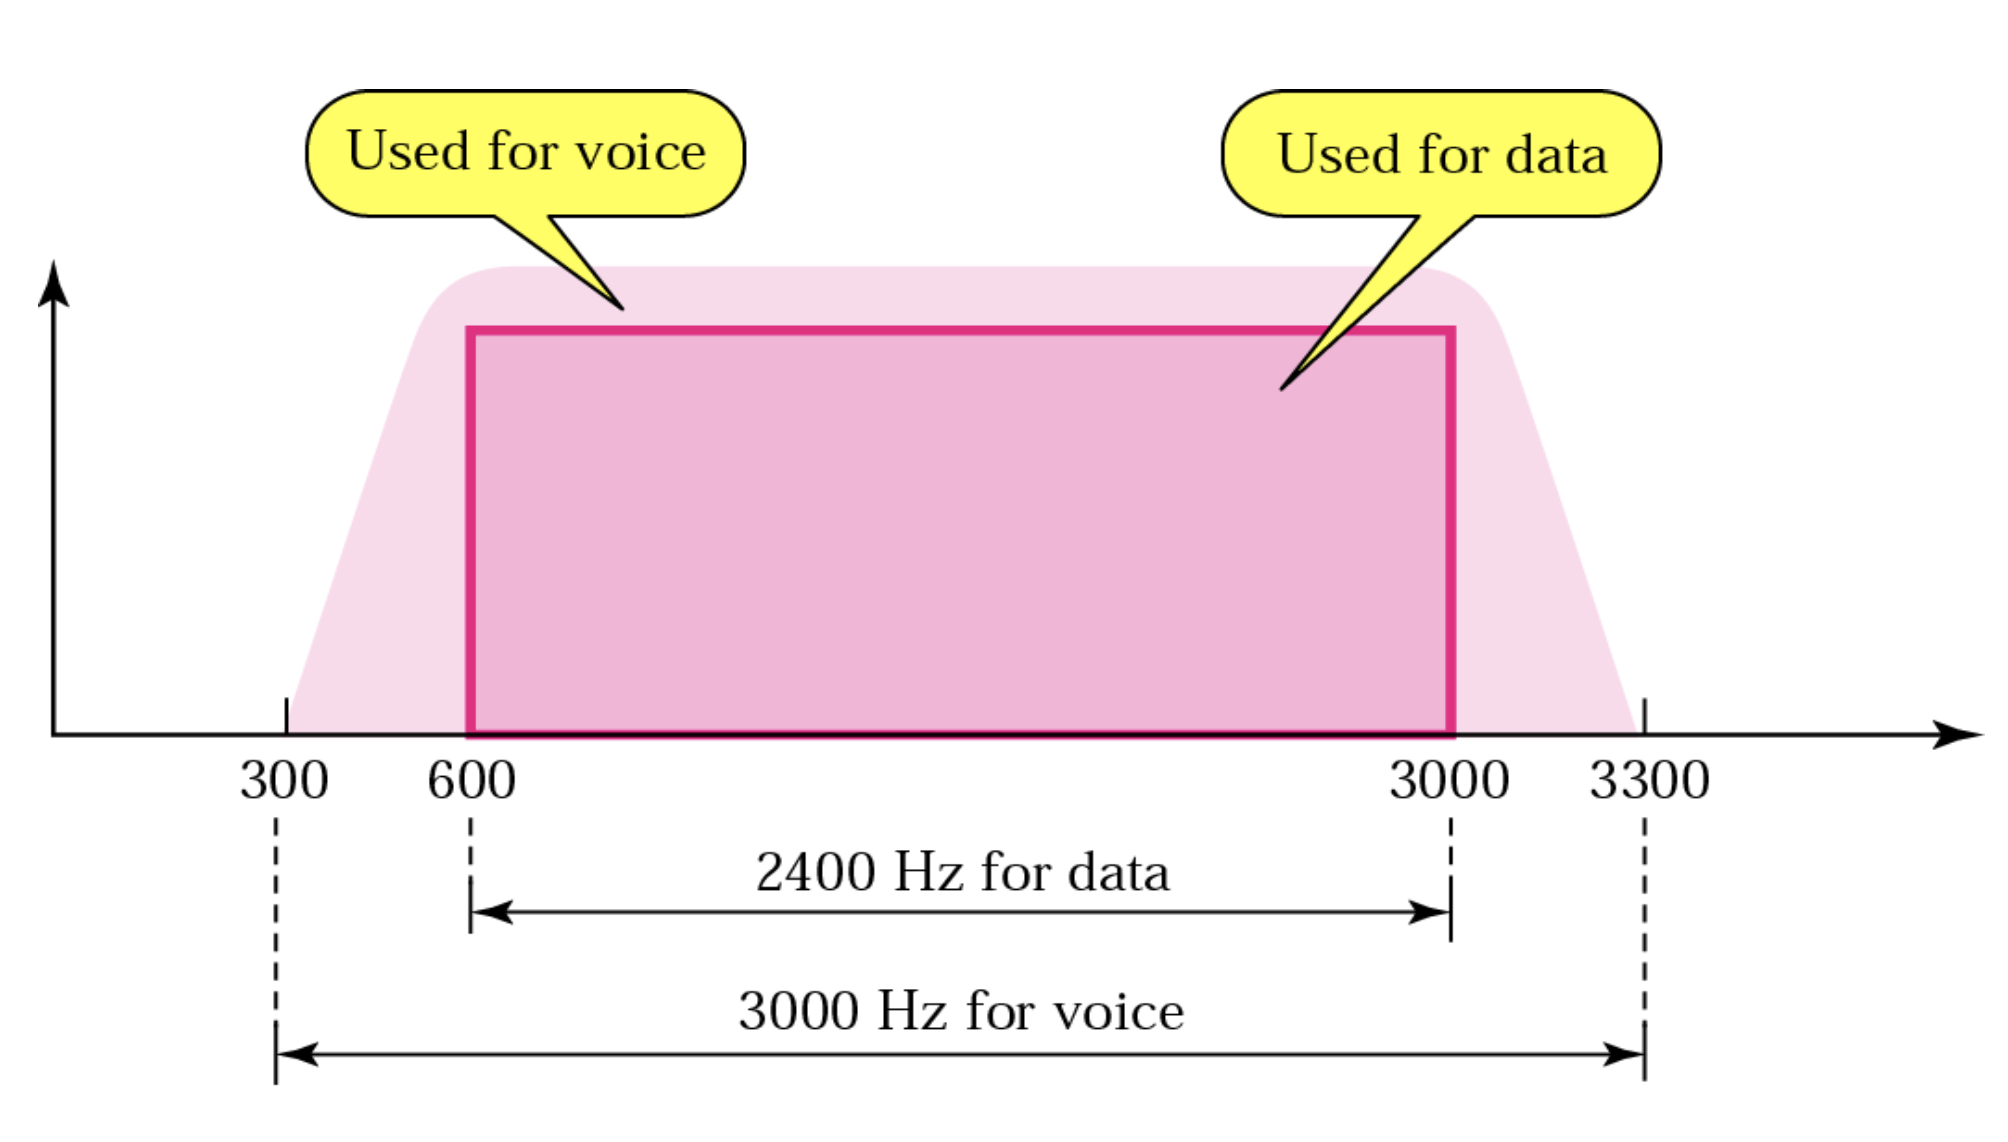 Used for voice
Used for data
300 600 3000 3300
2400 Hz for data
3000 Hz for voice